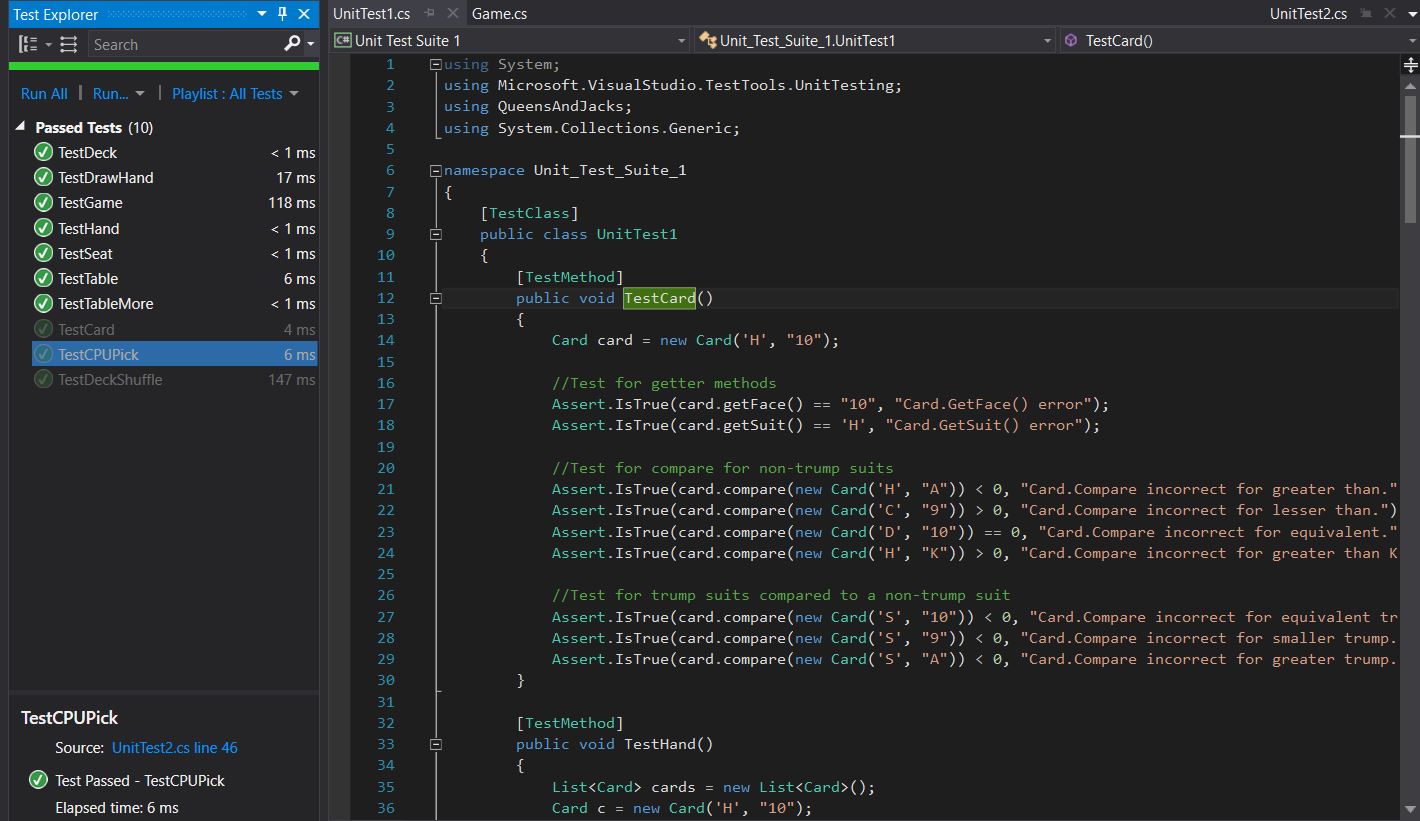 Test Explorer
Search
Run All | Run... | Playlist : All Tests
Passed Tests (10)
TestDeck < 1 ms
TestDrawHand 17 ms
TestGame 118 ms
TestHand < 1 ms
TestSeat < 1 ms
TestTable 6 ms
TestTableMore < 1 ms
TestCard 4 ms
TestCPUPick 6 ms
TestDeckShuffle 147 ms
TestCPUPick
Source: UnitTest2.cs line 46
Test Passed - TestCPUPick
Elapsed time: 6 ms
UnitTest1.cs Game.cs UnitTest2.cs
C# Unit Test Suite 1 Unit_Test_Suite_1.UnitTest1 TestCard()
1 using System;
2 using Microsoft.VisualStudio.TestTools.UnitTesting;
3 using QueensAndJacks;
4 using System.Collections.Generic;
5
6 namespace Unit_Test_Suite_1
7 {
8 [TestClass]
9 public class UnitTest1
10 {
11 [TestMethod]
12 public void TestCard()
13 {
14 Card card = new Card('H', "10");
15
16 //Test for getter methods
17 Assert.IsTrue(card.getFace() == "10", "Card.GetFace() error");
18 Assert.IsTrue(card.getSuit() == 'H', "Card.GetSuit() error");
19
20 //Test for compare for non-trump suits
21 Assert.IsTrue(card.compare(new Card('H', "A")) < 0, "Card.Compare incorrect for greater than."
22 Assert.IsTrue(card.compare(new Card('C', "9")) > 0, "Card.Compare incorrect for lesser than.")
23 Assert.IsTrue(card.compare(new Card('D', "10")) == 0, "Card.Compare incorrect for equivalent."
24 Assert.IsTrue(card.compare(new Card('H', "K")) > 0, "Card.Compare incorrect for greater than K
25
26 //Test for trump suits compared to a non-trump suit
27 Assert.IsTrue(card.compare(new Card('S', "10")) < 0, "Card.Compare incorrect for equivalent tr
28 Assert.IsTrue(card.compare(new Card('S', "9")) < 0, "Card.Compare incorrect for smaller trump.
29 Assert.IsTrue(card.compare(new Card('S', "A")) < 0, "Card.Compare incorrect for greater trump.
30 }
31
32 [TestMethod]
33 public void TestHand()
34 {
35 List<Card> cards = new List<Card>();
36 Card c = new Card('H', "10");